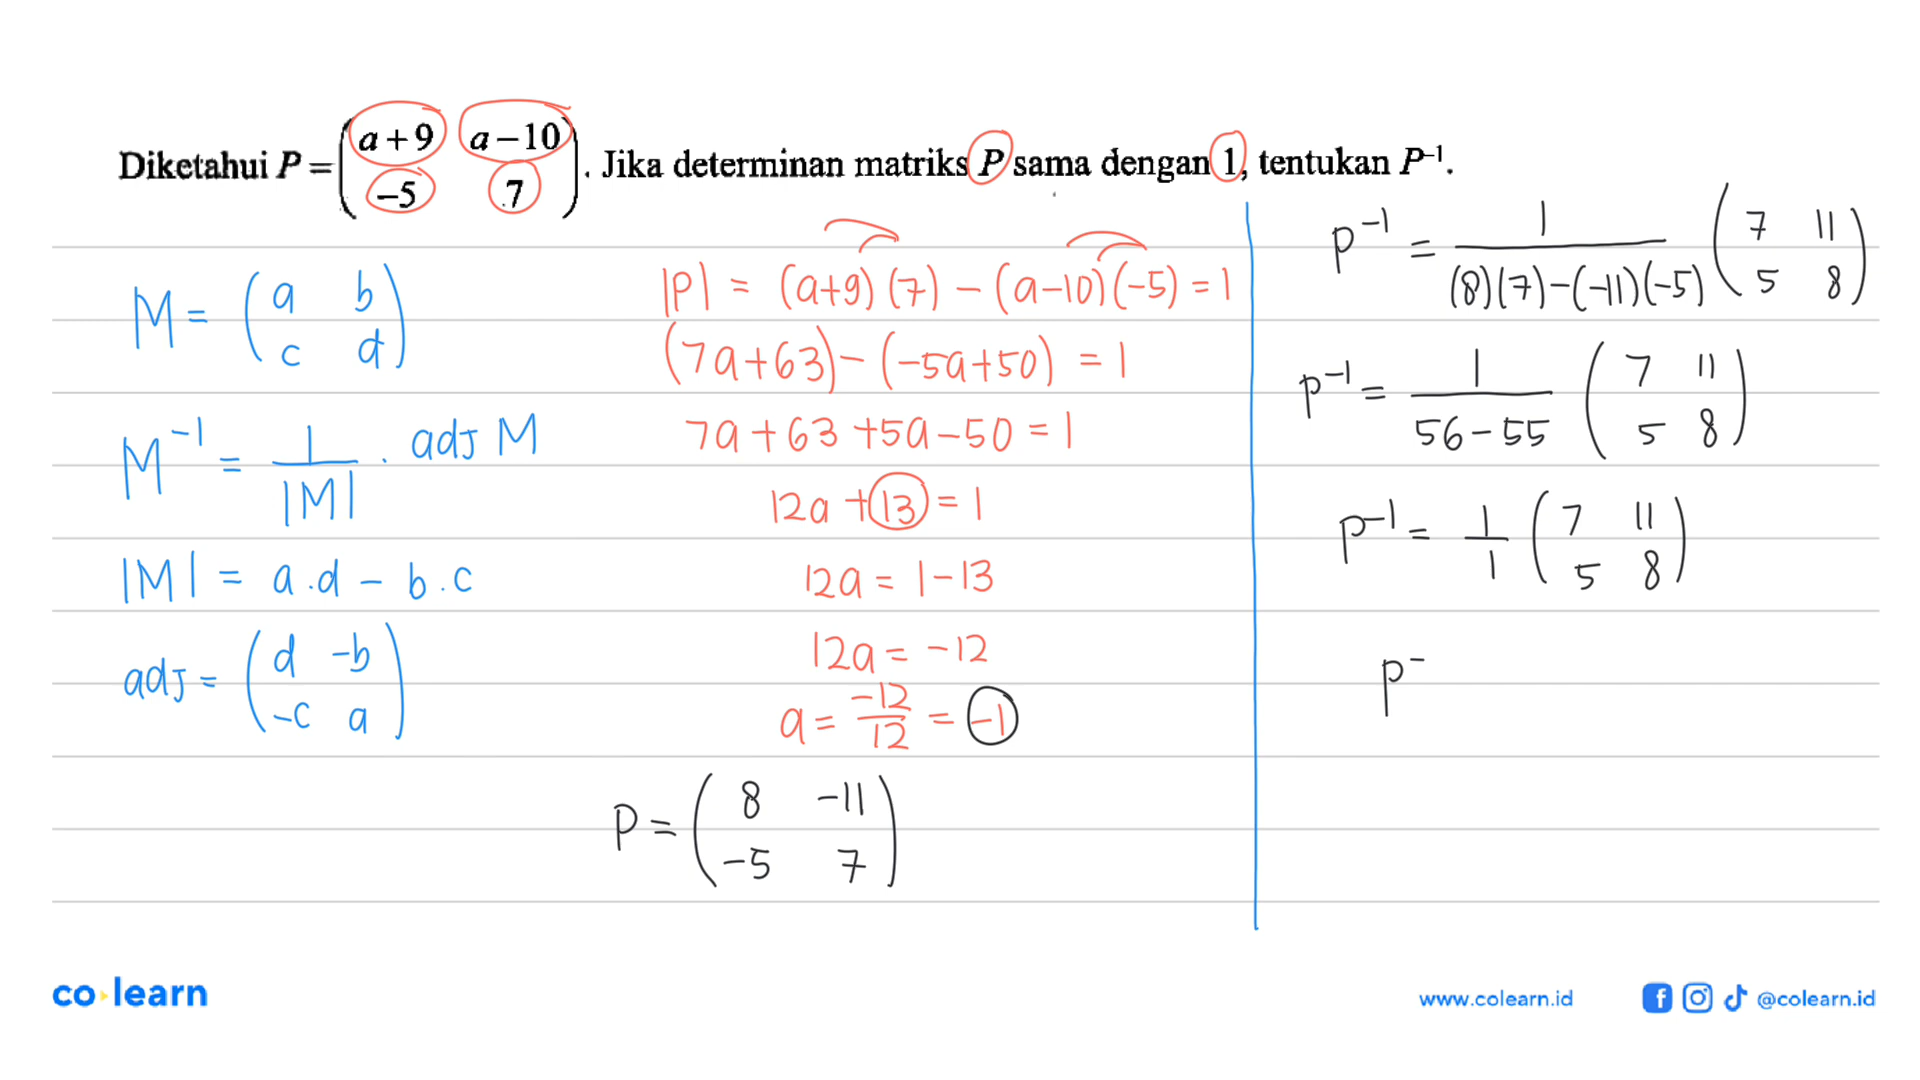 Diketahui P = (a+9 a−10
−5 7). Jika determinan matriks P sama dengan 1, tentukan P⁻¹.
M = (a b
c d)
M⁻¹ = 1/|M| . adj M
|M| = a.d − b.c
adj = (d −b
−c a)
|P| = (a+9)(7) − (a−10)(−5) = 1
(7a+63) − (−5a+50) = 1
7a + 63 + 5a − 50 = 1
12a + 13 = 1
12a = 1 − 13
12a = −12
a = −12/12 = −1
P = (8 −11
−5 7)
P⁻¹ = 1/((8)(7)−(−11)(−5)) (7 11
5 8)
P⁻¹ = 1/(56−55) (7 11
5 8)
P⁻¹ = 1/1 (7 11
5 8)
P⁻
co learn
www.colearn.id
@colearn.id